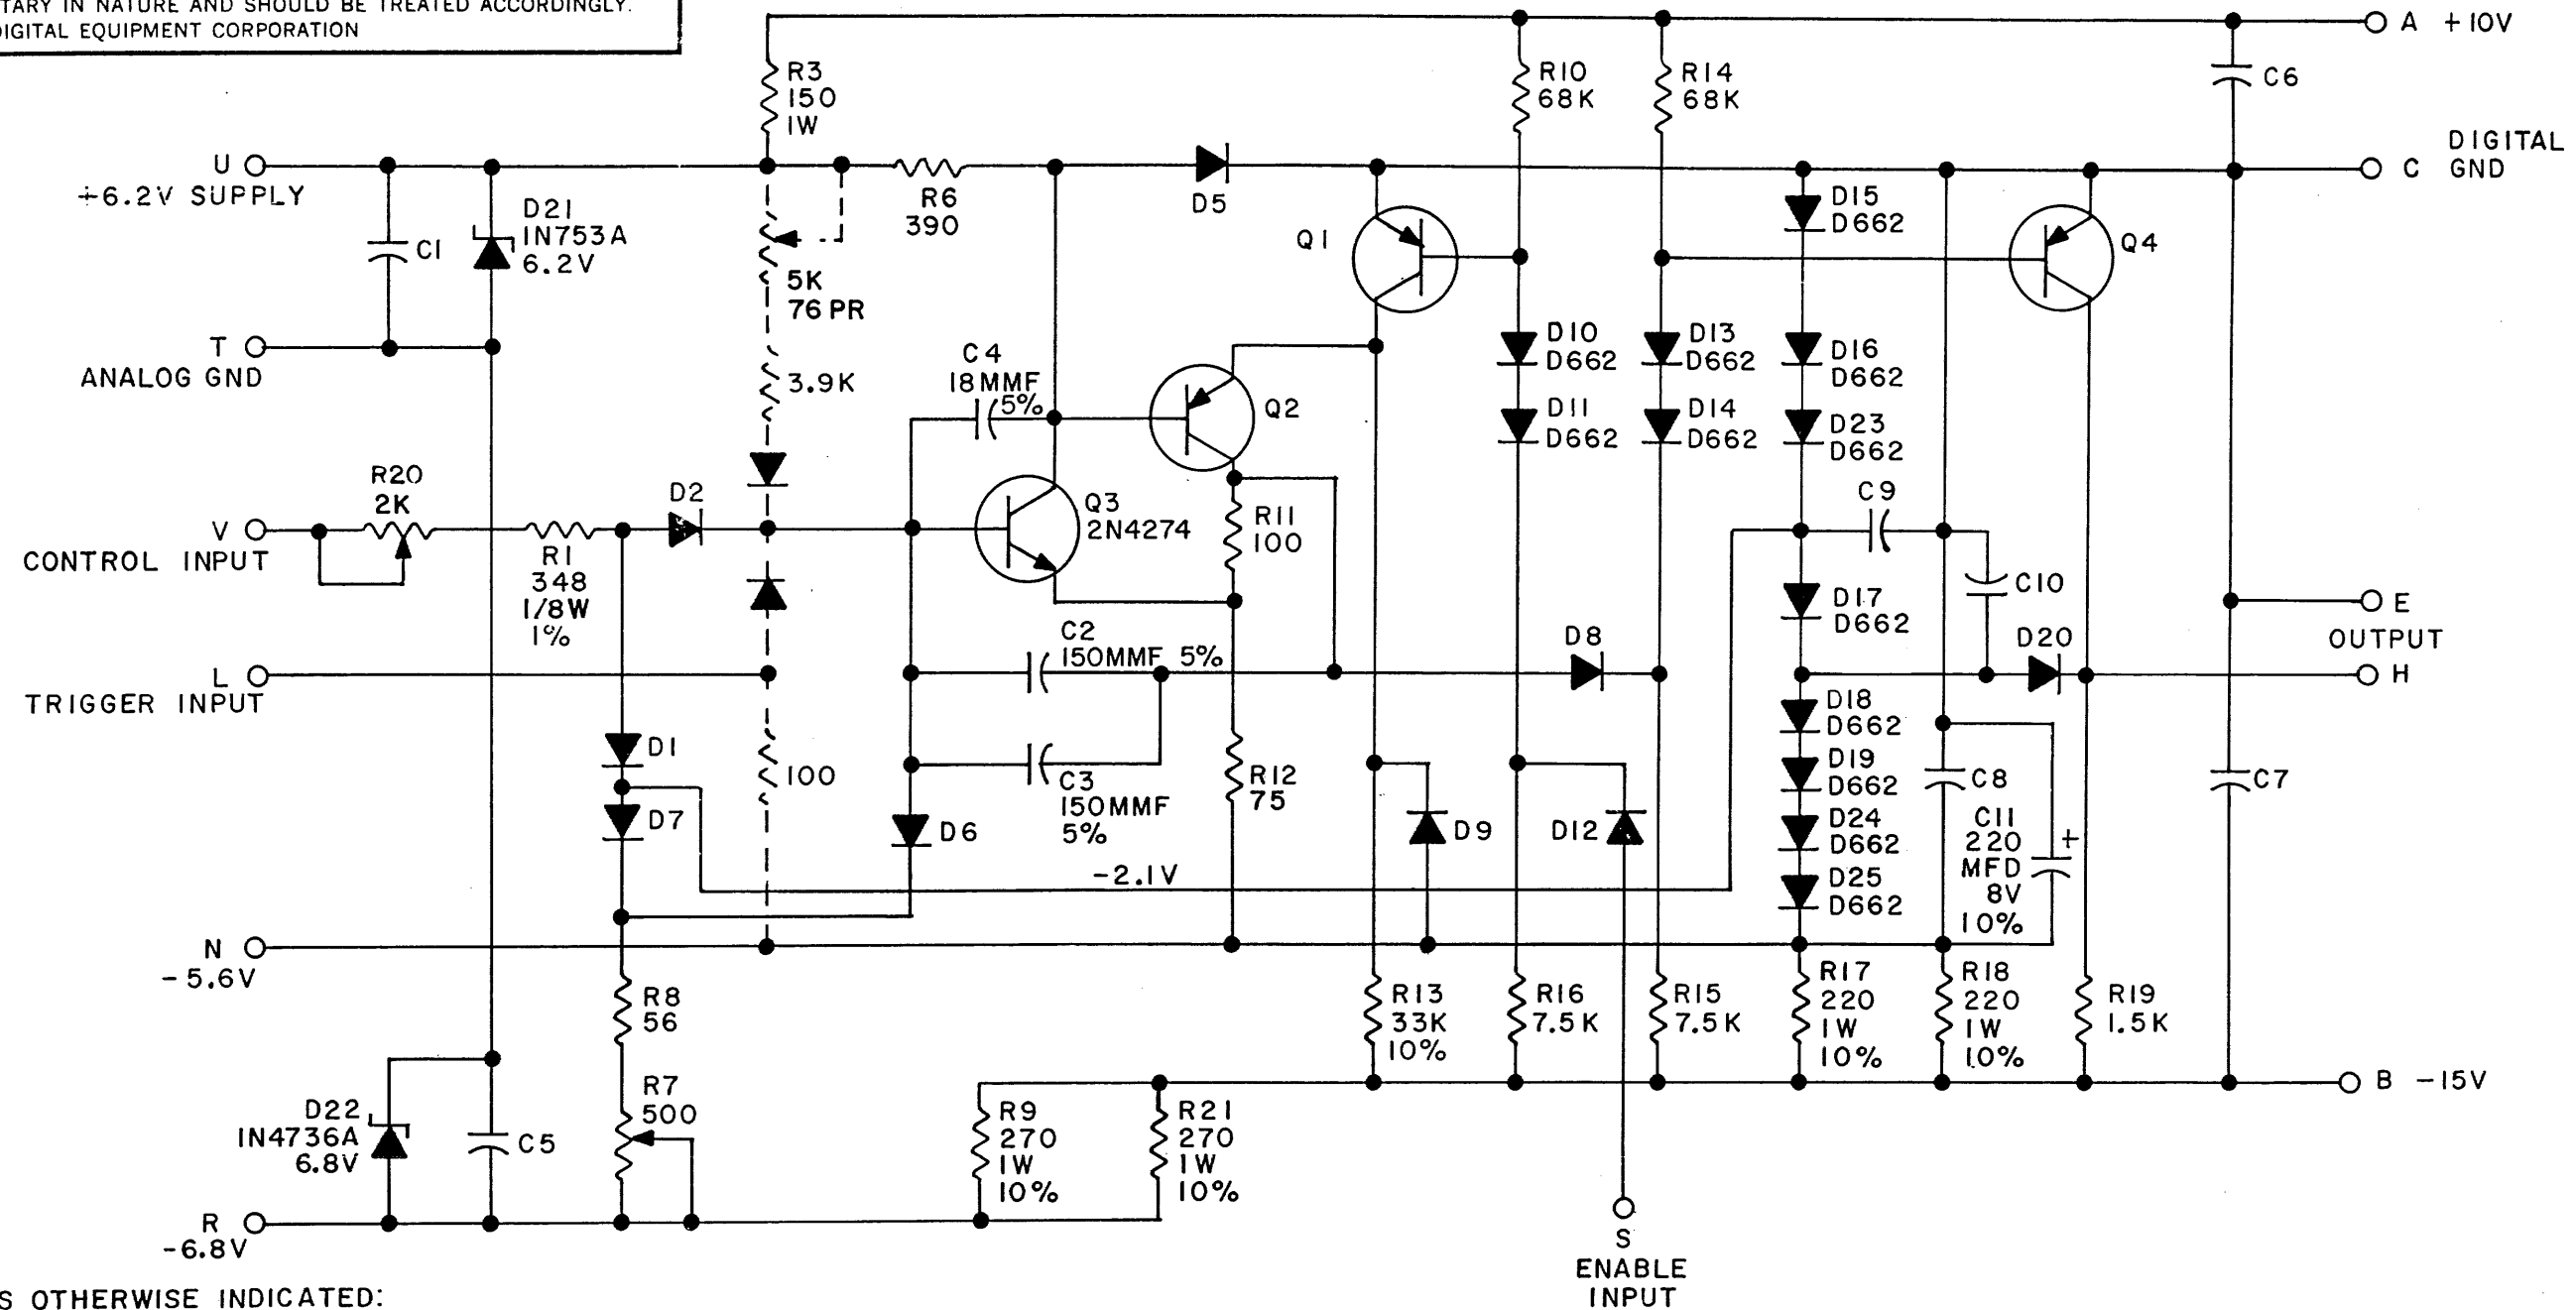 TARY IN NATURE AND SHOULD BE TREATED ACCORDINGLY.
DIGITAL EQUIPMENT CORPORATION
A +10V
R3
150
1W
R10
68K
R14
68K
C6
U
+6.2V SUPPLY
DIGITAL
C GND
D21
1N753A
6.2V
C1
R6
390
D5
D15
D662
Q1
Q4
5K
76 PR
T
ANALOG GND
3.9K
C4
18MMF
5%
Q2
D10
D662
D13
D662
D16
D662
D11
D662
D14
D662
D23
D662
R20
2K
V
CONTROL INPUT
R1
348
1/8W
1%
D2
Q3
2N4274
R11
100
C9
C10
D17
D662
E
OUTPUT
H
D20
L
TRIGGER INPUT
C2
150MMF 5%
D8
D18
D662
D1
D7
100
C3
150MMF
5%
R12
75
D19
D662
C8
C7
D6
D9
D12
D24
D662
C11
220
MFD
8V
10%
+
-2.1V
D25
D662
N
-5.6V
R8
56
R13
33K
10%
R16
7.5K
R15
7.5K
R17
220
1W
10%
R18
220
1W
10%
R19
1.5K
B -15V
R7
500
D22
1N4736A
6.8V
C5
R9
270
1W
10%
R21
270
1W
10%
R
-6.8V
S
ENABLE
INPUT
S OTHERWISE INDICATED: